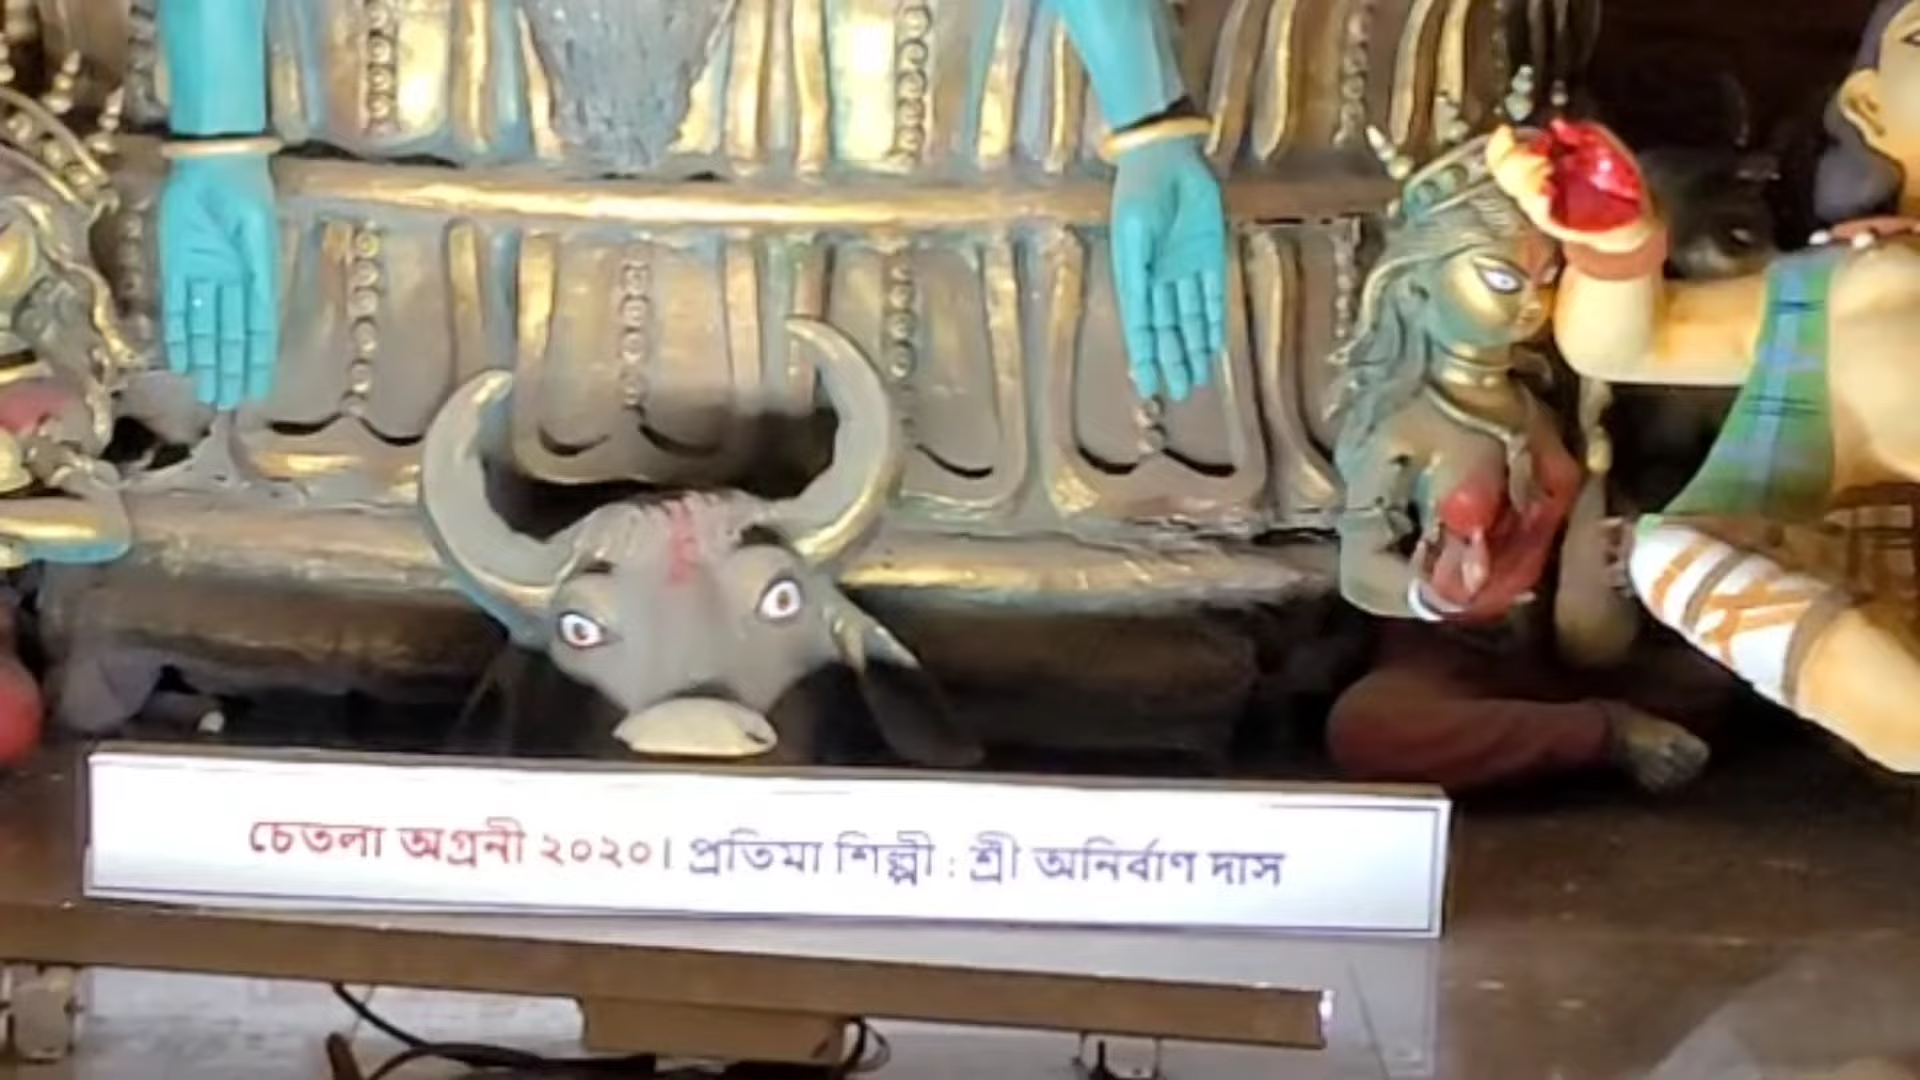 চেতলা অগ্রনী ২০২০। প্রতিমা শিল্পী : শ্রী অনির্বাণ দাস